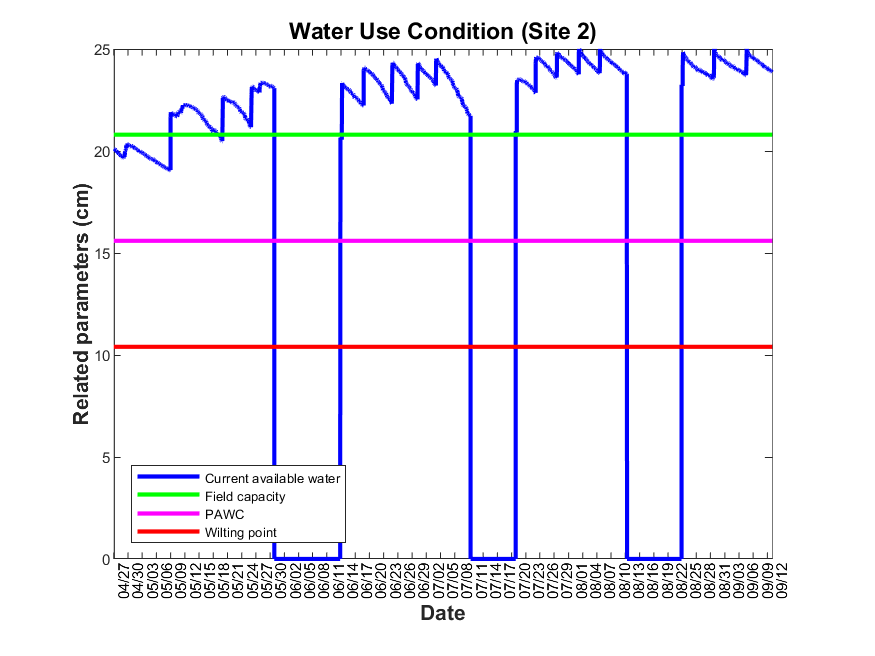 Water Use Condition (Site 2)
Related parameters (cm)
25
20
15
10
5
0
Current available water
Field capacity
PAWC
Wilting point
04/27 04/30 05/03 05/06 05/09 05/12 05/15 05/18 05/21 05/24 05/27 05/30 06/02 06/05 06/08 06/11 06/14 06/17 06/20 06/23 06/26 06/29 07/02 07/05 07/08 07/11 07/14 07/17 07/20 07/23 07/26 07/29 08/01 08/04 08/07 08/10 08/13 08/16 08/19 08/22 08/25 08/28 08/31 09/03 09/06 09/09 09/12
Date